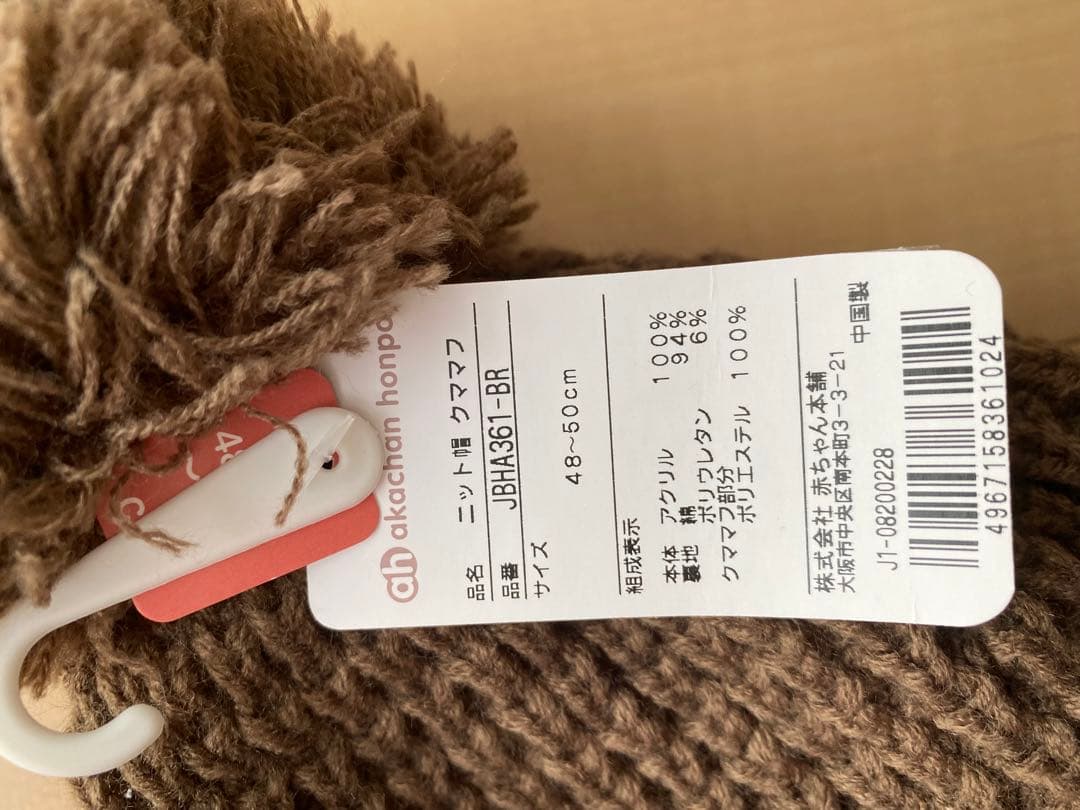 ah akachan honpo
品名 ニット帽 クママフ
品番 JBHA361-BR
サイズ
48~50cm
組成表示
本体 アクリル 100%
裏地 綿 94%
ポリウレタン 6%
クママフ部分
ポリエステル 100%
株式会社 赤ちゃん本舗
大阪市中央区南本町3-3-21
中国製
J1-08200228
4967158361024